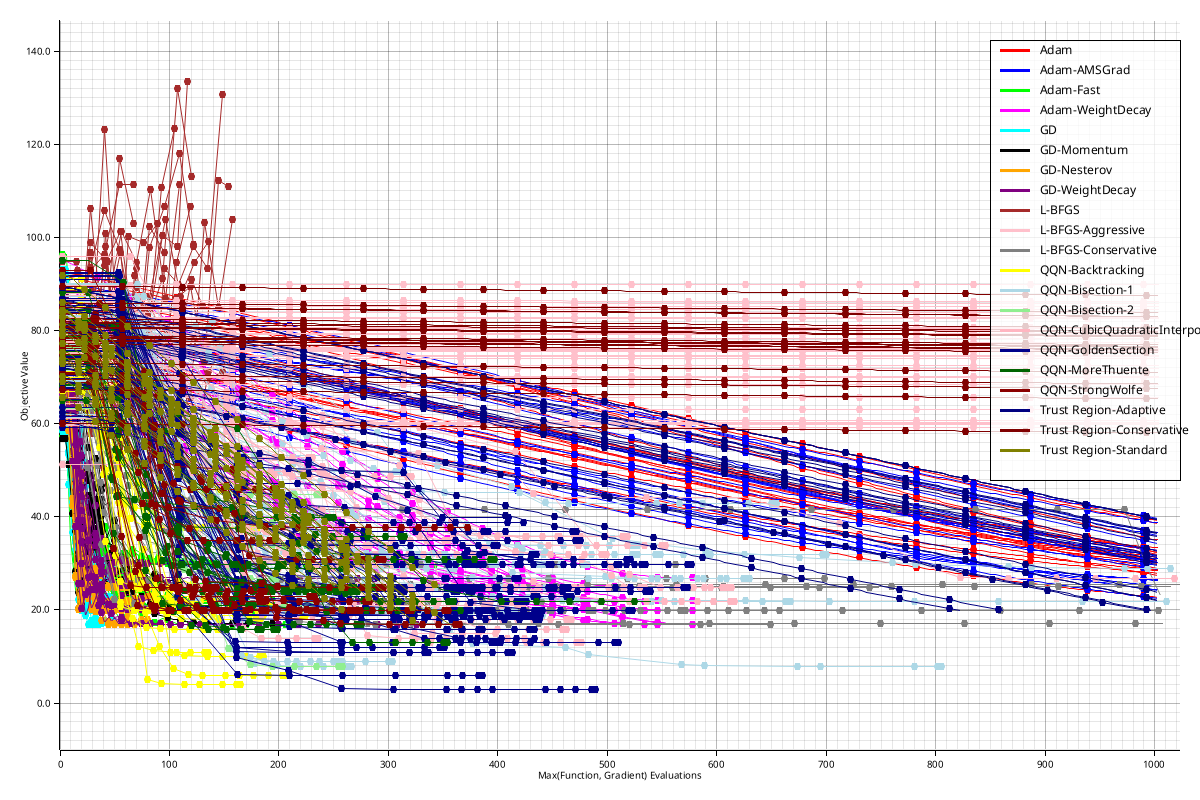 140.0
120.0
100.0
80.0
60.0
40.0
20.0
0.0
Objective Value
0 100 200 300 400 500 600 700 800 900 1000
Max(Function, Gradient) Evaluations
Adam
Adam-AMSGrad
Adam-Fast
Adam-WeightDecay
GD
GD-Momentum
GD-Nesterov
GD-WeightDecay
L-BFGS
L-BFGS-Aggressive
L-BFGS-Conservative
QQN-Backtracking
QQN-Bisection-1
QQN-Bisection-2
QQN-CubicQuadraticInterpo
QQN-GoldenSection
QQN-MoreThuente
QQN-StrongWolfe
Trust Region-Adaptive
Trust Region-Conservative
Trust Region-Standard